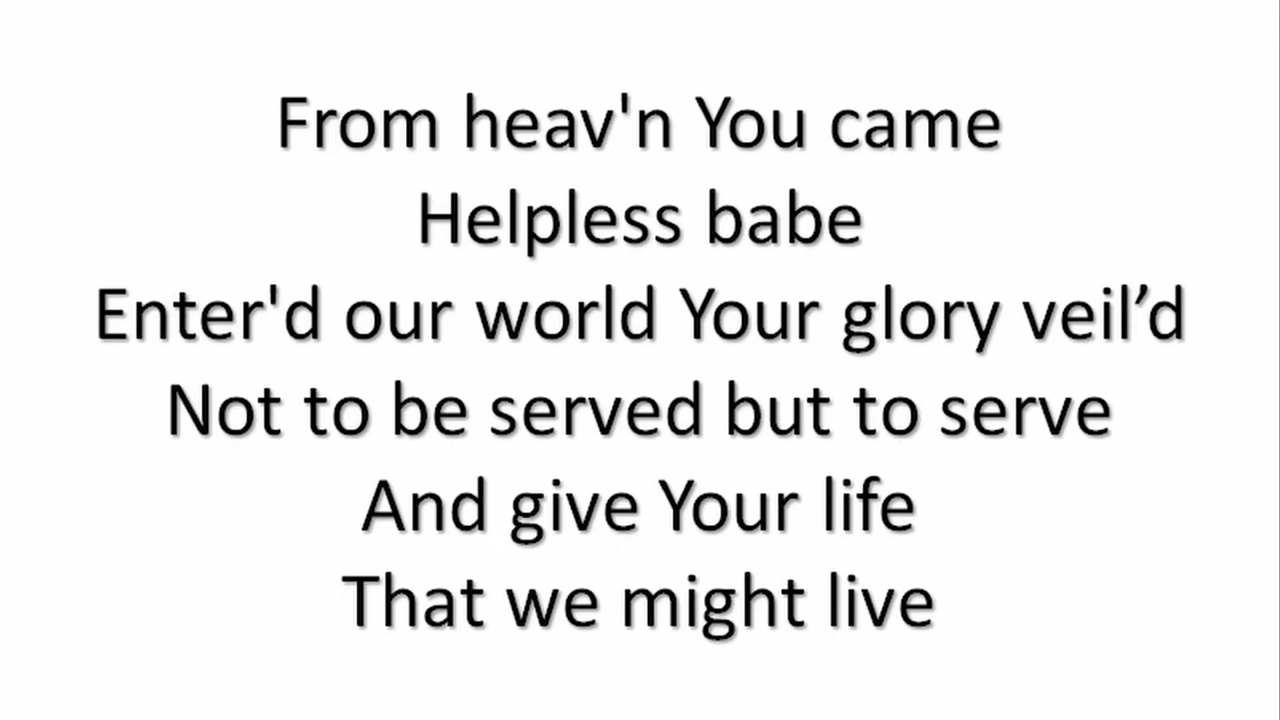 From heav'n You came
Helpless babe
Enter'd our world Your glory veil’d
Not to be served but to serve
And give Your life
That we might live